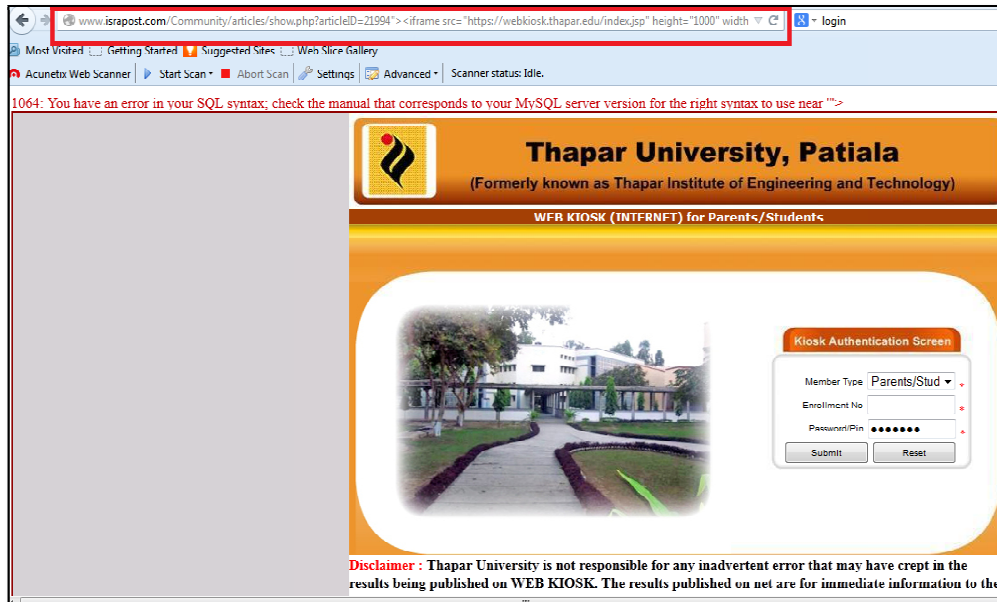 www.israpost.com/Community/articles/show.php?articleID=21994"><iframe src="https://webkiosk.thapar.edu/index.jsp" height="1000" width
login
Most Visited Getting Started Suggested Sites Web Slice Gallery
Acunetix Web Scanner Start Scan Abort Scan Settings Advanced Scanner status: Idle.
1064: You have an error in your SQL syntax; check the manual that corresponds to your MySQL server version for the right syntax to use near '">
Thapar University, Patiala
(Formerly known as Thapar Institute of Engineering and Technology)
WEB KIOSK (INTERNET) for Parents/Students
Kiosk Authentication Screen
Member Type Parents/Stud *
Enrollment No *
Password/Pin ●●●●●●● *
Submit Reset
Disclaimer : Thapar University is not responsible for any inadvertent error that may have crept in the
results being published on WEB KIOSK. The results published on net are for immediate information to the